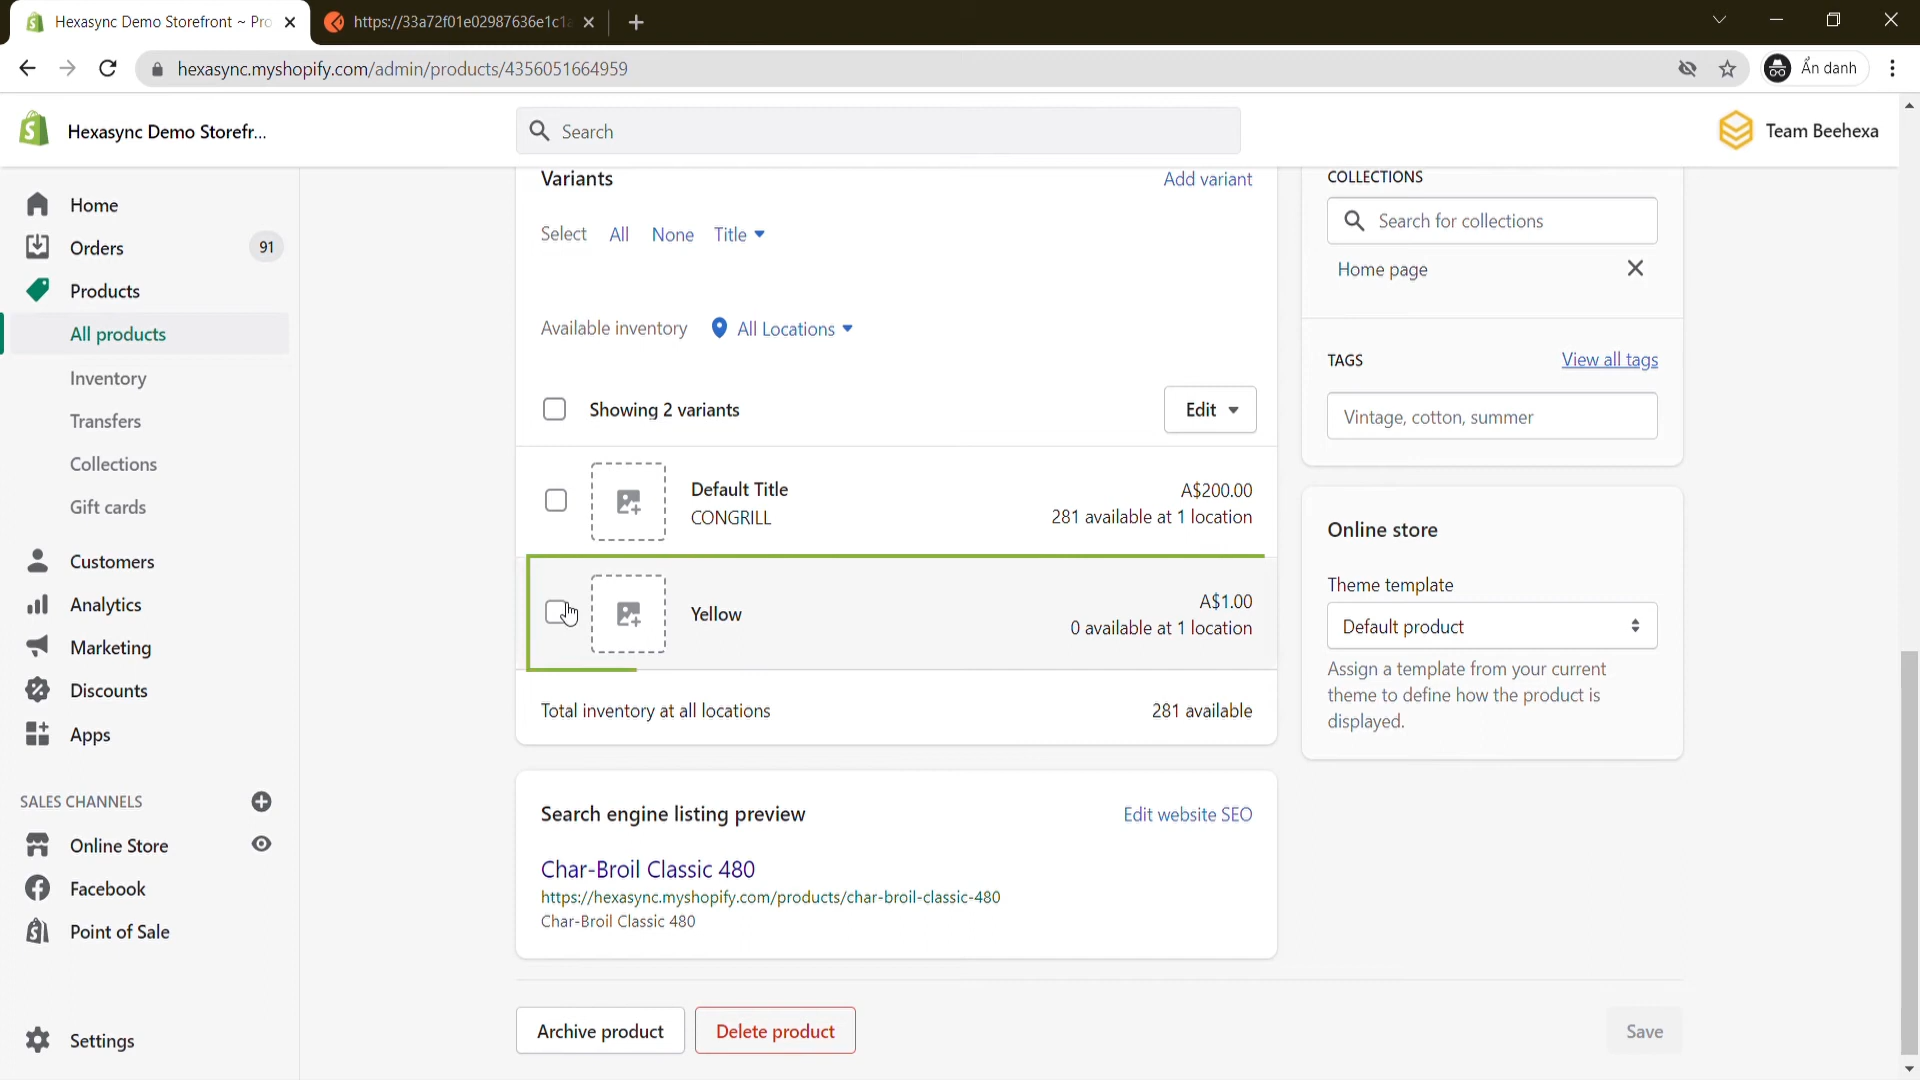 Hexasync Demo Storefront ~ Pro
https://33a72f01e02987636e1c1
hexasync.myshopify.com/admin/products/4356051664959
Ẩn danh
Hexasync Demo Storefr...
Search
Team Beehexa
Home
Orders
91
Products
All products
Inventory
Transfers
Collections
Gift cards
Customers
Analytics
Marketing
Discounts
Apps
SALES CHANNELS
Online Store
Facebook
Point of Sale
Settings
Variants
Add variant
Select All None Title
Available inventory All Locations
Showing 2 variants
Edit
Default Title
A$200.00
CONGRILL
281 available at 1 location
Yellow
A$1.00
0 available at 1 location
Total inventory at all locations
281 available
Search engine listing preview
Edit website SEO
Char-Broil Classic 480
https://hexasync.myshopify.com/products/char-broil-classic-480
Char-Broil Classic 480
Archive product
Delete product
COLLECTIONS
Search for collections
Home page
TAGS
View all tags
Vintage, cotton, summer
Online store
Theme template
Default product
Assign a template from your current
theme to define how the product is
displayed.
Save